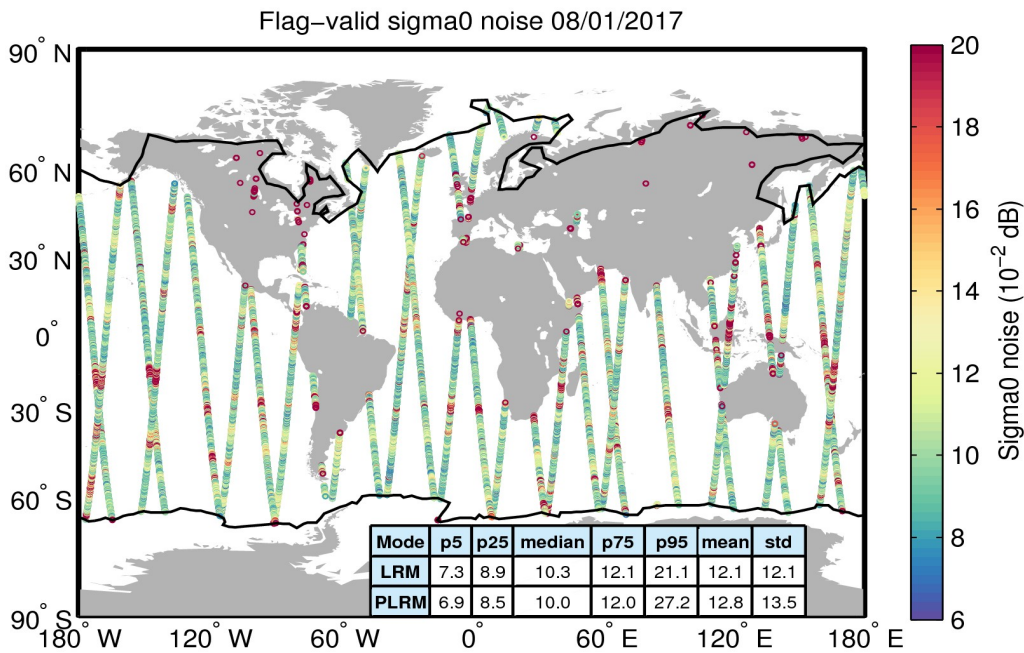 Flag−valid sigma0 noise 08/01/2017
90° N
60° N
30° N
0°
30° S
60° S
90° S
180° W
120° W
60° W
0°
60° E
120° E
180° E
Mode p5 p25 median p75 p95 mean std
LRM 7.3 8.9 10.3 12.1 21.1 12.1 12.1
PLRM 6.9 8.5 10.0 12.0 27.2 12.8 13.5
20
18
16
14
12
10
8
6
Sigma0 noise (10⁻² dB)